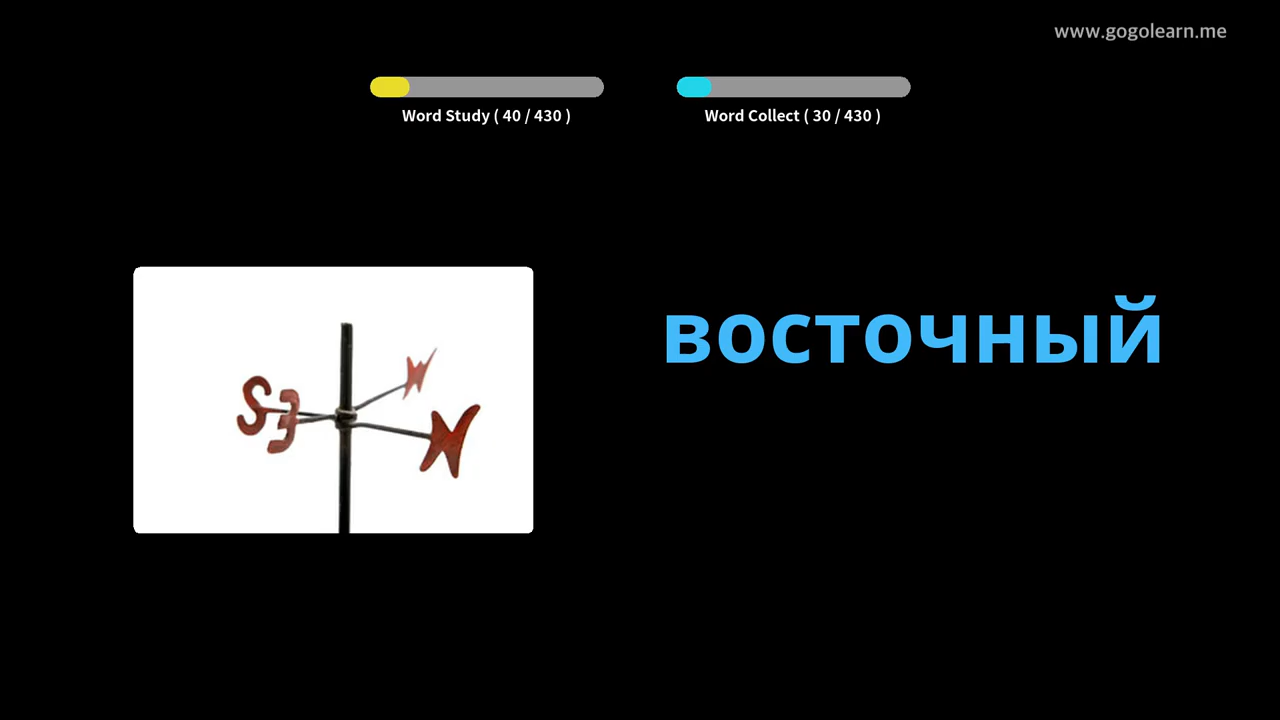 www.gogolearn.me
Word Study ( 40 / 430 )
Word Collect ( 30 / 430 )
восточный
S E N